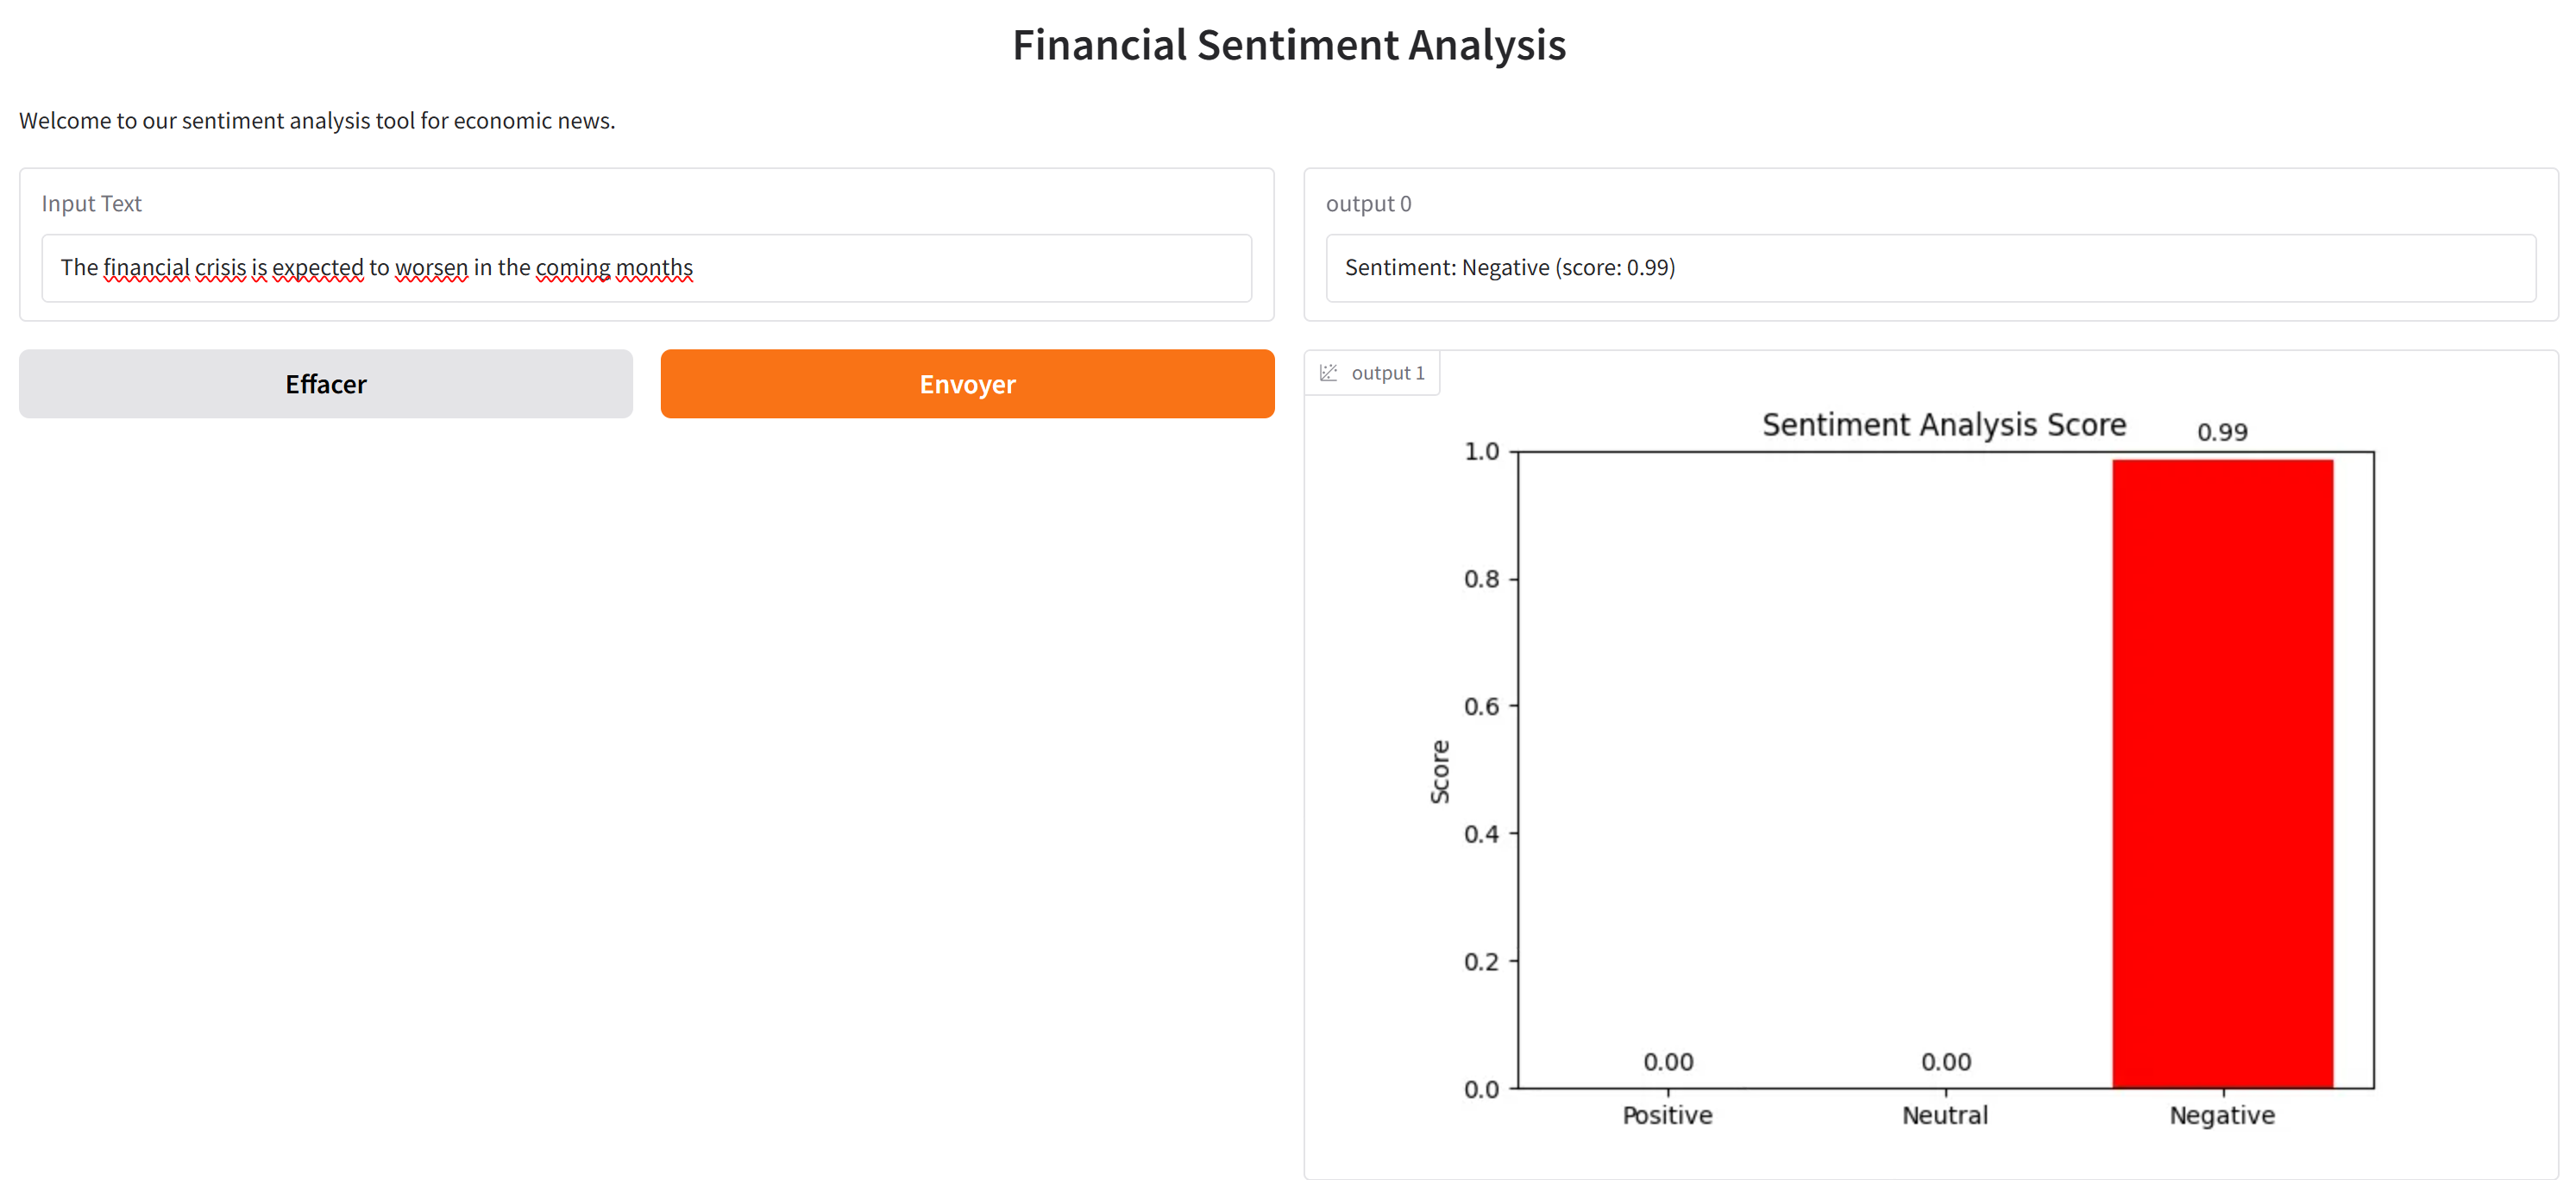 Financial Sentiment Analysis
Welcome to our sentiment analysis tool for economic news.
Input Text
The financial crisis is expected to worsen in the coming months
Effacer
Envoyer
output 0
Sentiment: Negative (score: 0.99)
output 1
Sentiment Analysis Score
0.99
1.0
0.8
0.6
0.4
0.2
0.0
Score
0.00
0.00
Positive
Neutral
Negative